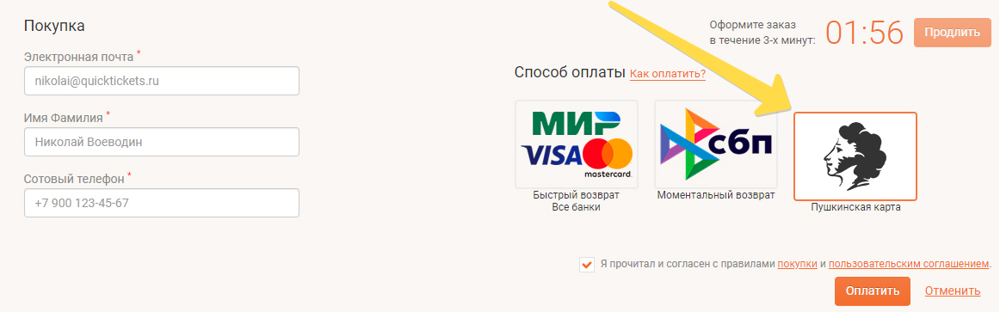 Покупка
Электронная почта *
nikolai@quicktickets.ru
Имя Фамилия *
Николай Воеводин
Сотовый телефон *
+7 900 123-45-67
Оформите заказ
в течение 3-х минут:
01:56
Продлить
Способ оплаты Как оплатить?
МИР
VISA
mastercard.
Быстрый возврат
Все банки
сбп
Моментальный возврат
Пушкинская карта
Я прочитал и согласен с правилами покупки и пользовательским соглашением.
Оплатить Отменить